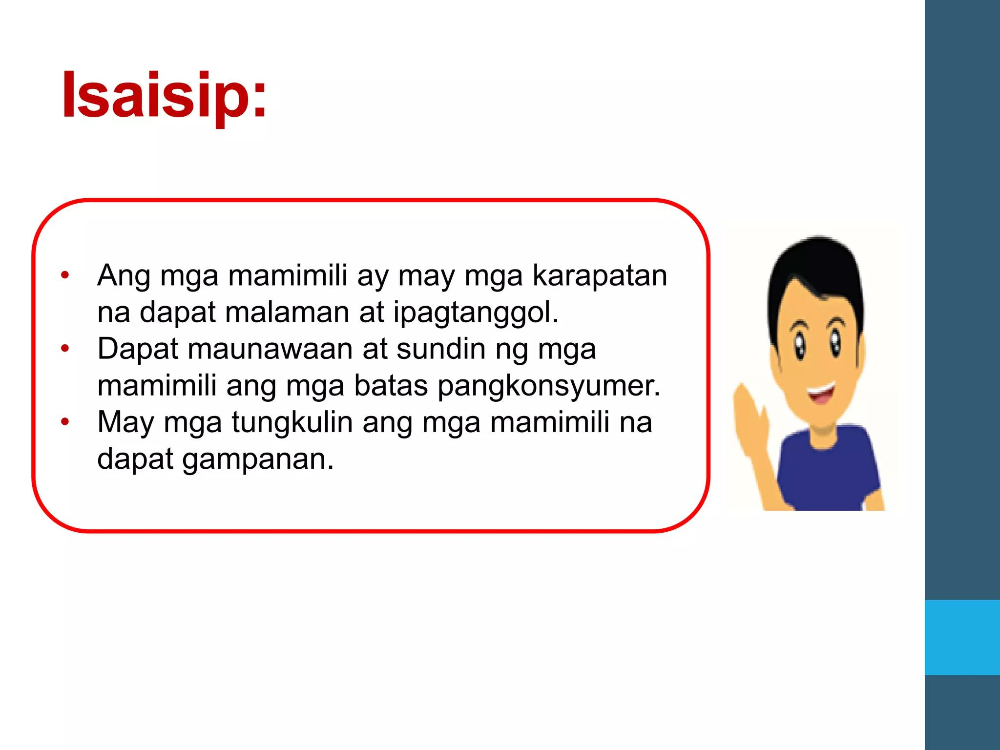 Isaisip:
• Ang mga mamimili ay may mga karapatan
na dapat malaman at ipagtanggol.
• Dapat maunawaan at sundin ng mga
mamimili ang mga batas pangkonsyumer.
• May mga tungkulin ang mga mamimili na
dapat gampanan.